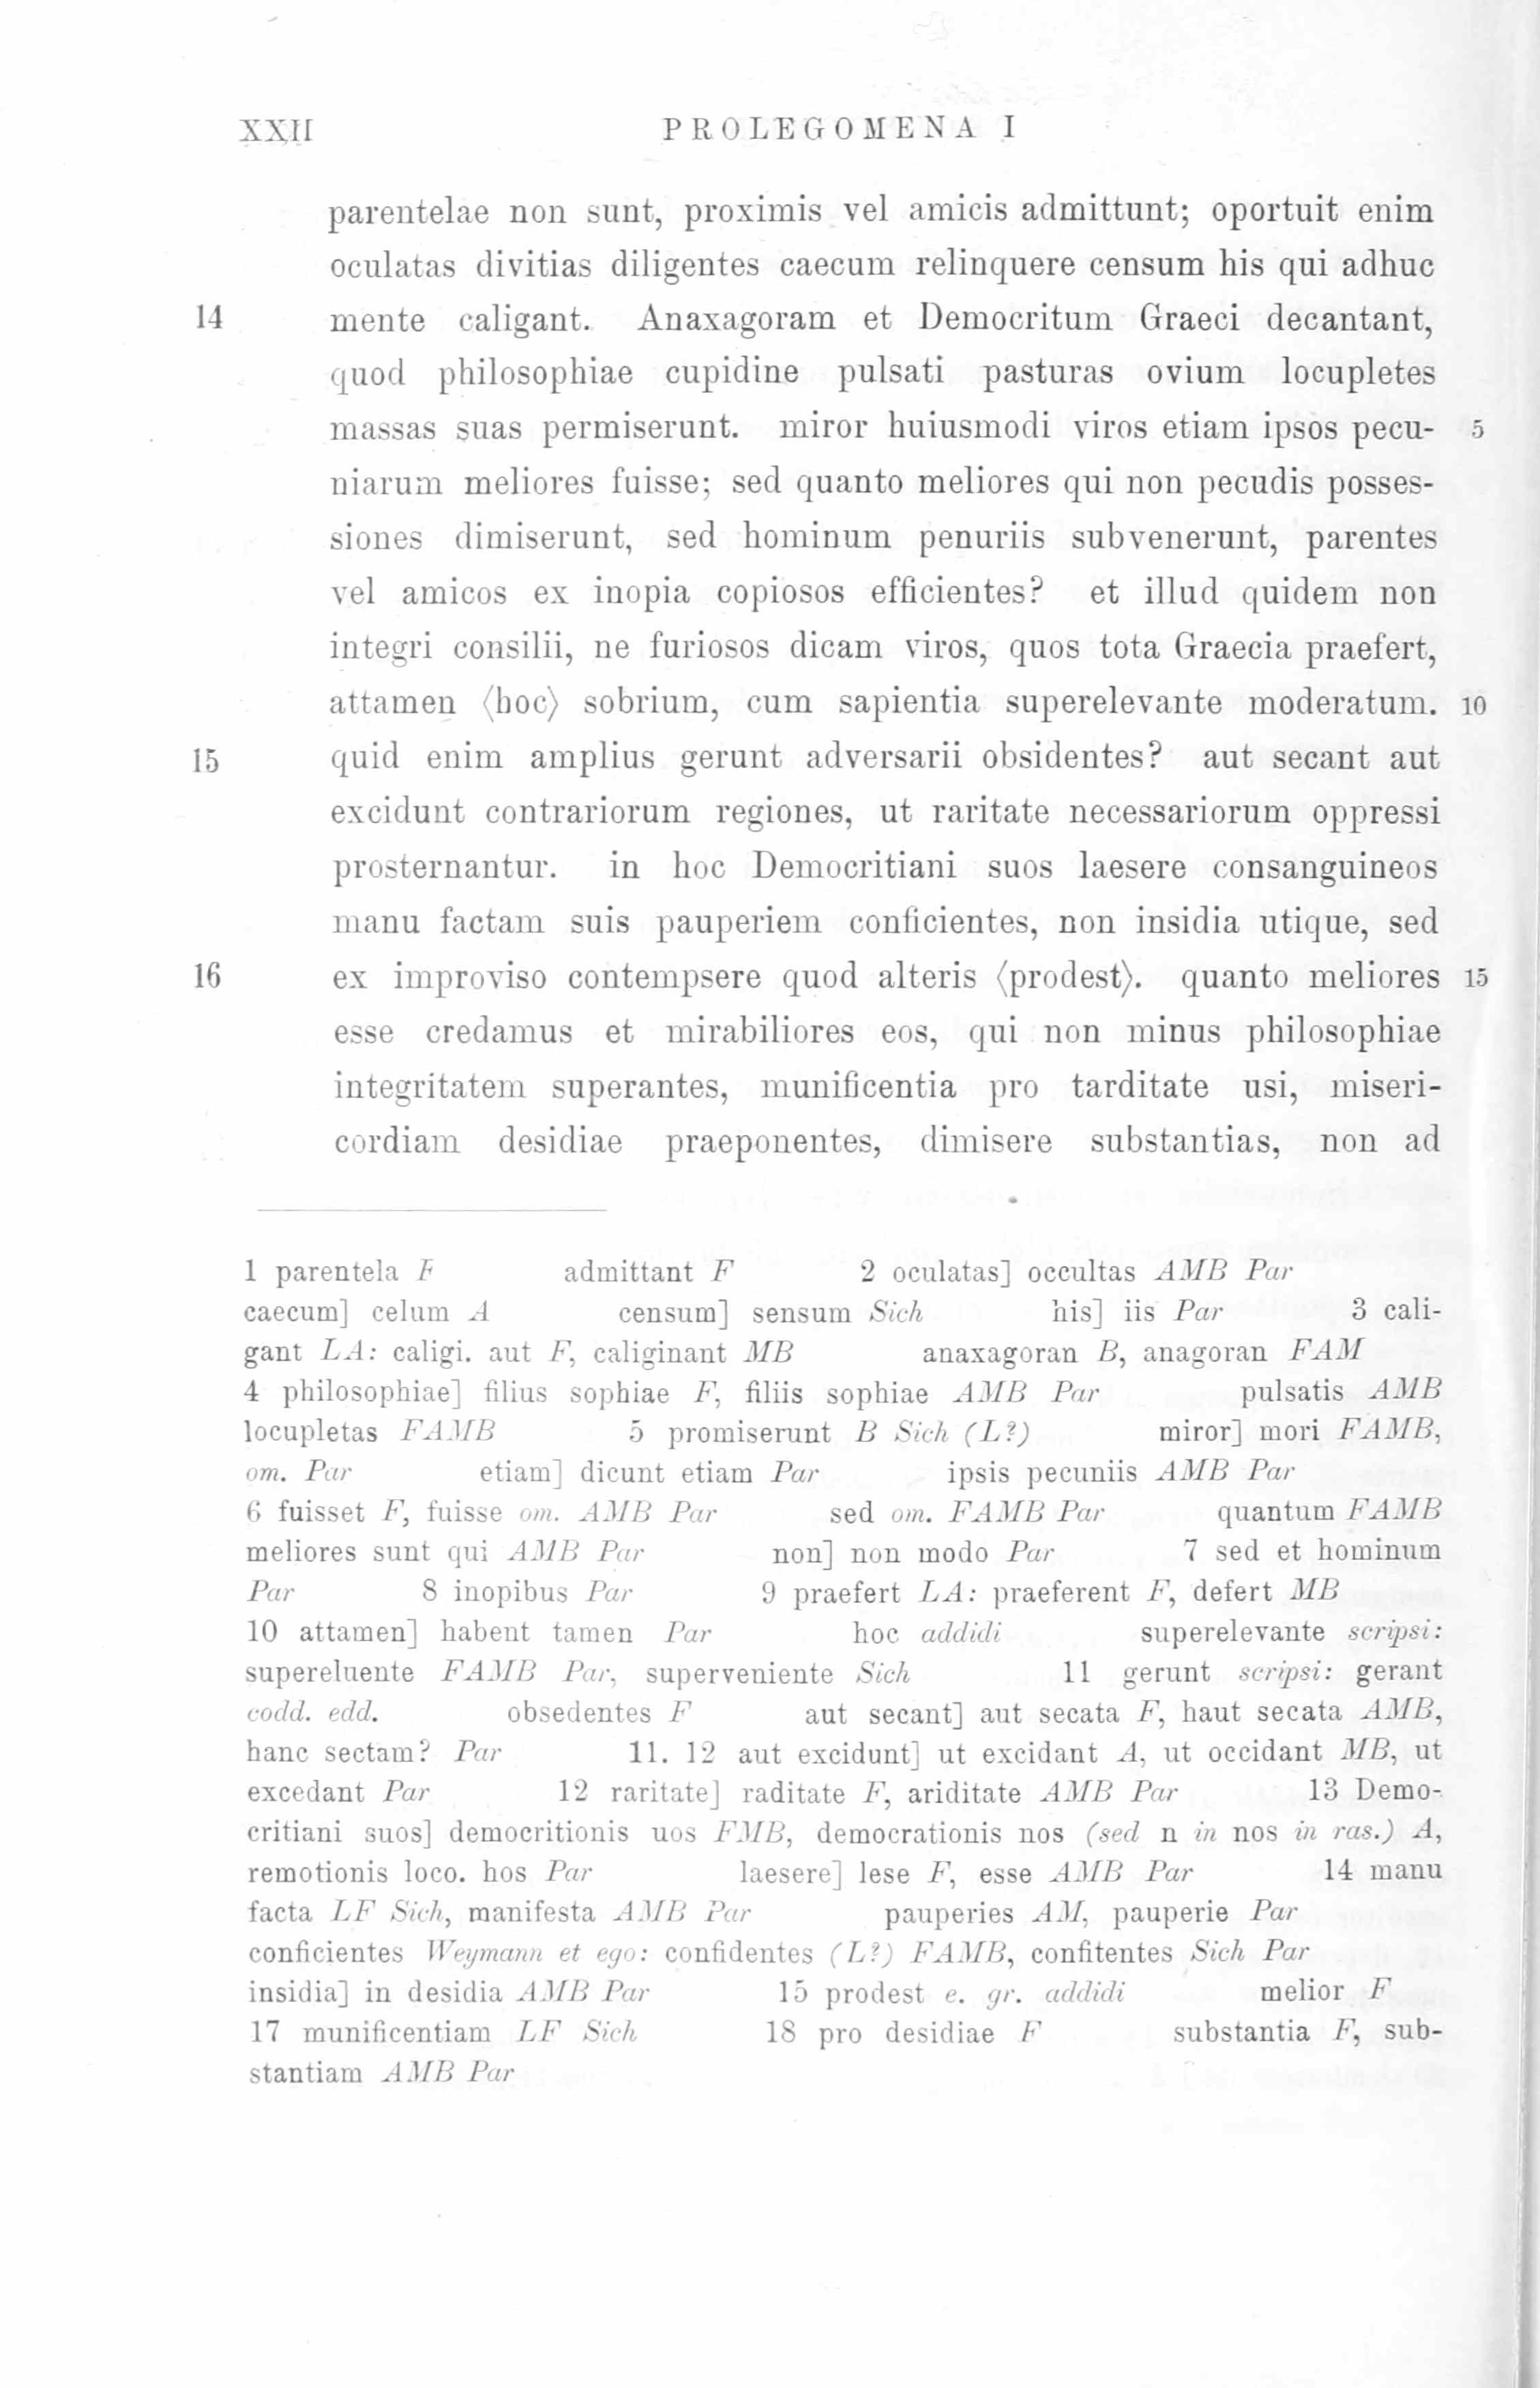 XXII PROLEGOMENA I
parentelae non sunt, proximis vel amicis admittunt; oportuit enim
oculatas divitias diligentes caecum relinquere censum his qui adhuc
14 mente caligant. Anaxagoram et Democritum Graeci decantant,
quod philosophiae cupidine pulsati pasturas ovium locupletes
massas suas permiserunt. miror huiusmodi viros etiam ipsos pecu- 5
niarum meliores fuisse; sed quanto meliores qui non pecudis posses-
siones dimiserunt, sed hominum penuriis subvenerunt, parentes
vel amicos ex inopia copiosos efficientes? et illud quidem non
integri consilii, ne furiosos dicam viros, quos tota Graecia praefert,
attamen ⟨hoc⟩ sobrium, cum sapientia superelevante moderatum. 10
15 quid enim amplius gerunt adversarii obsidentes? aut secant aut
excidunt contrariorum regiones, ut raritate necessariorum oppressi
prosternantur. in hoc Democritiani suos laesere consanguineos
manu factam suis pauperiem conficientes, non insidia utique, sed
16 ex improviso contempsere quod alteris ⟨prodest⟩. quanto meliores 15
esse credamus et mirabiliores eos, qui non minus philosophiae
integritatem superantes, munificentia pro tarditate usi, miseri-
cordiam desidiae praeponentes, dimisere substantias, non ad
1 parentela F admittant F 2 oculatas] occultas AMB Par
caecum] celum A censum] sensum Sich his] iis Par 3 cali-
gant LA: caligi. aut F, caliginant MB anaxagoran B, anagoran FAM
4 philosophiae] filius sophiae F, filiis sophiae AMB Par pulsatis AMB
locupletas FAMB 5 promiserunt B Sich (L?) miror] mori FAMB,
om. Par etiam] dicunt etiam Par ipsis pecuniis AMB Par
6 fuisset F, fuisse om. AMB Par sed om. FAMB Par quantum FAMB
meliores sunt qui AMB Par non] non modo Par 7 sed et hominum
Par 8 inopibus Par 9 praefert LA: praeferent F, defert MB
10 attamen] habent tamen Par hoc addidi superelevante scripsi:
supereluente FAMB Par, superveniente Sich 11 gerunt scripsi: gerant
codd. edd. obsedentes F aut secant] aut secata F, haut secata AMB,
hanc sectam? Par 11. 12 aut excidunt] ut excidant A, ut occidant MB, ut
excedant Par 12 raritate] raditate F, ariditate AMB Par 13 Demo-
critiani suos] democritionis uos FMB, democrationis nos (sed n in nos in ras.) A,
remotionis loco. hos Par laesere] lese F, esse AMB Par 14 manu
facta LF Sich, manifesta AMB Par pauperies AM, pauperie Par
conficientes Weymann et ego: confidentes (L?) FAMB, confitentes Sich Par
insidia] in desidia AMB Par 15 prodest e. gr. addidi melior F
17 munificentiam LF Sich 18 pro desidiae F substantia F, sub-
stantiam AMB Par